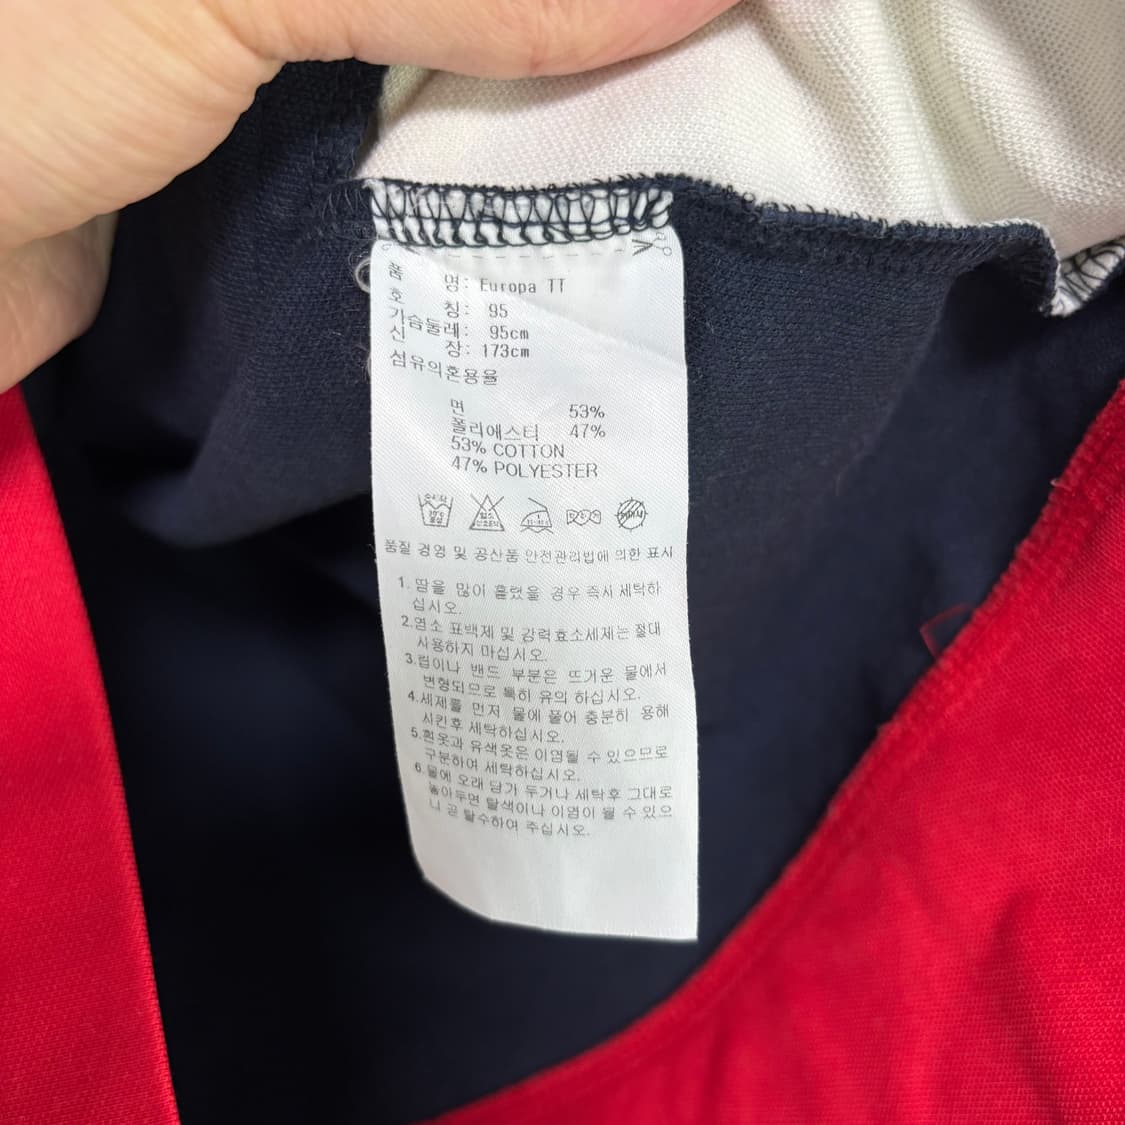 품 명: Europa TT
호 칭: 95
가슴둘레: 95cm
신 장: 173cm
섬유의혼용율
면 53%
폴리에스티 47%
53% COTTON
47% POLYESTER
품질 경영 및 공산품 안전관리법에 의한 표시
1. 땀을 많이 흘렸을 경우 즉시 세탁하
십시오.
2.염소 표백제 및 강력효소세제는 절대
사용하지 마십시오.
3.립이나 밴드 부분은 뜨거운 물에서
변형되므로 특히 유의 하십시오.
4.세제를 먼저 물에 풀어 충분히 용해
시킨후 세탁하십시오.
5.흰옷과 유색옷은 이염될 수 있으므로
구분하여 세탁하십시오.
6.물에 오래 담가 두거나 세탁후 그대로
놓아두면 탈색이나 이염이 될 수 있으
니 곧 탈수하여 주십시오.